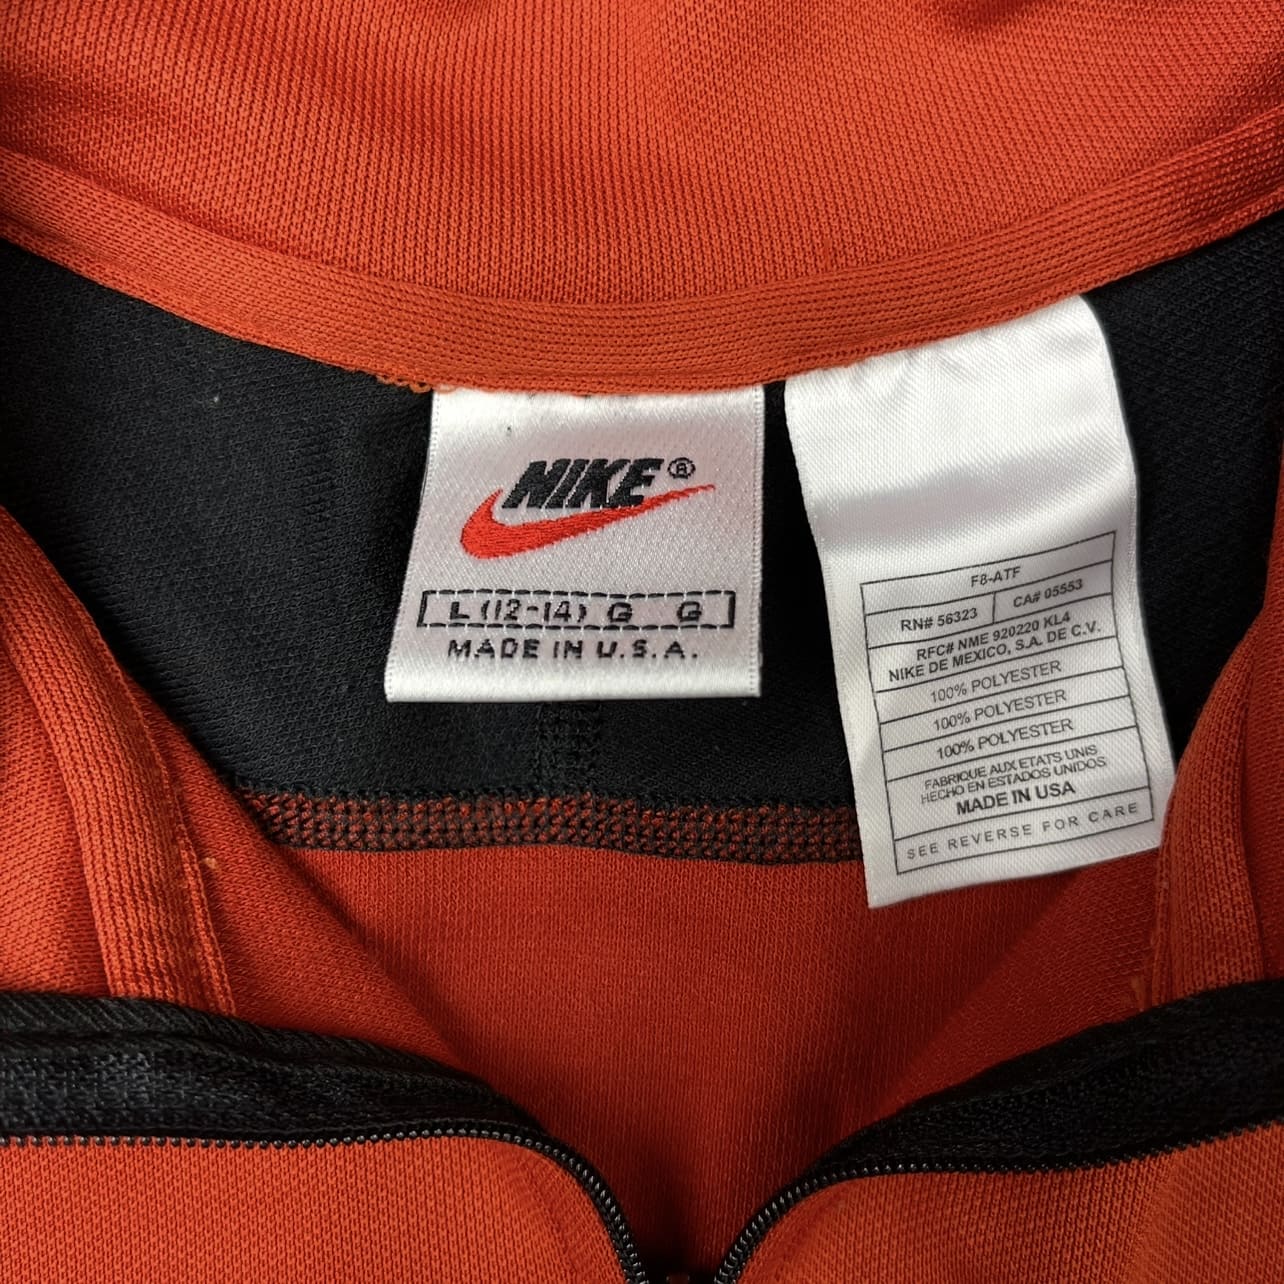 NIKE®
L (12-14) G G
MADE IN U.S.A.
F8-ATF
RN# 56323 CA# 05553
RFC# NME 920220 KL4
NIKE DE MEXICO, S.A. DE C.V.
100% POLYESTER
100% POLYESTER
100% POLYESTER
FABRIQUE AUX ETATS UNIS
HECHO EN ESTADOS UNIDOS
MADE IN USA
SEE REVERSE FOR CARE